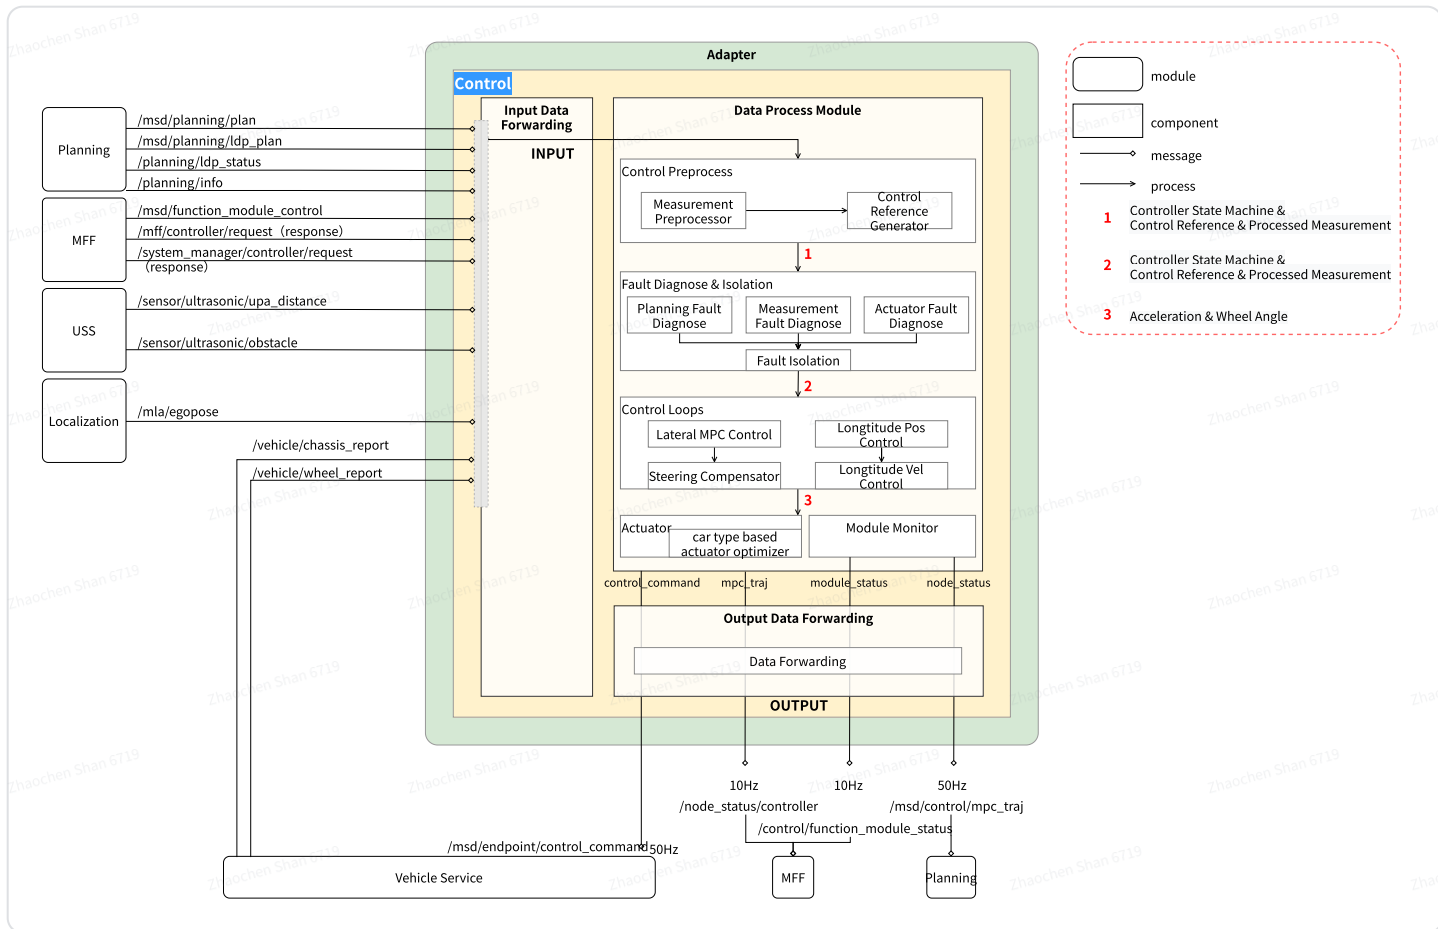 Adapter
Control
Input Data
Forwarding
INPUT
Data Process Module
Planning
/msd/planning/plan
/msd/planning/ldp_plan
/planning/ldp_status
/planning/info
MFF
/msd/function_module_control
/mff/controller/request（response）
/system_manager/controller/request
（response）
USS
/sensor/ultrasonic/upa_distance
/sensor/ultrasonic/obstacle
Localization
/mla/egopose
/vehicle/chassis_report
/vehicle/wheel_report
Control Preprocess
Measurement
Preprocessor
Control
Reference
Generator
1
Fault Diagnose & Isolation
Planning Fault
Diagnose
Measurement
Fault Diagnose
Actuator Fault
Diagnose
Fault Isolation
2
Control Loops
Lateral MPC Control
Longtitude Pos
Control
Steering Compensator
Longtitude Vel
Control
3
Actuator
car type based
actuator optimizer
Module Monitor
control_command
mpc_traj
module_status
node_status
Output Data Forwarding
Data Forwarding
OUTPUT
10Hz
10Hz
50Hz
/node_status/controller
/msd/control/mpc_traj
/control/function_module_status
/msd/endpoint/control_command
50Hz
Vehicle Service
MFF
Planning
module
component
message
process
1
Controller State Machine &
Control Reference & Processed Measurement
2
Controller State Machine &
Control Reference & Processed Measurement
3
Acceleration & Wheel Angle
Zhaochen Shan 6719